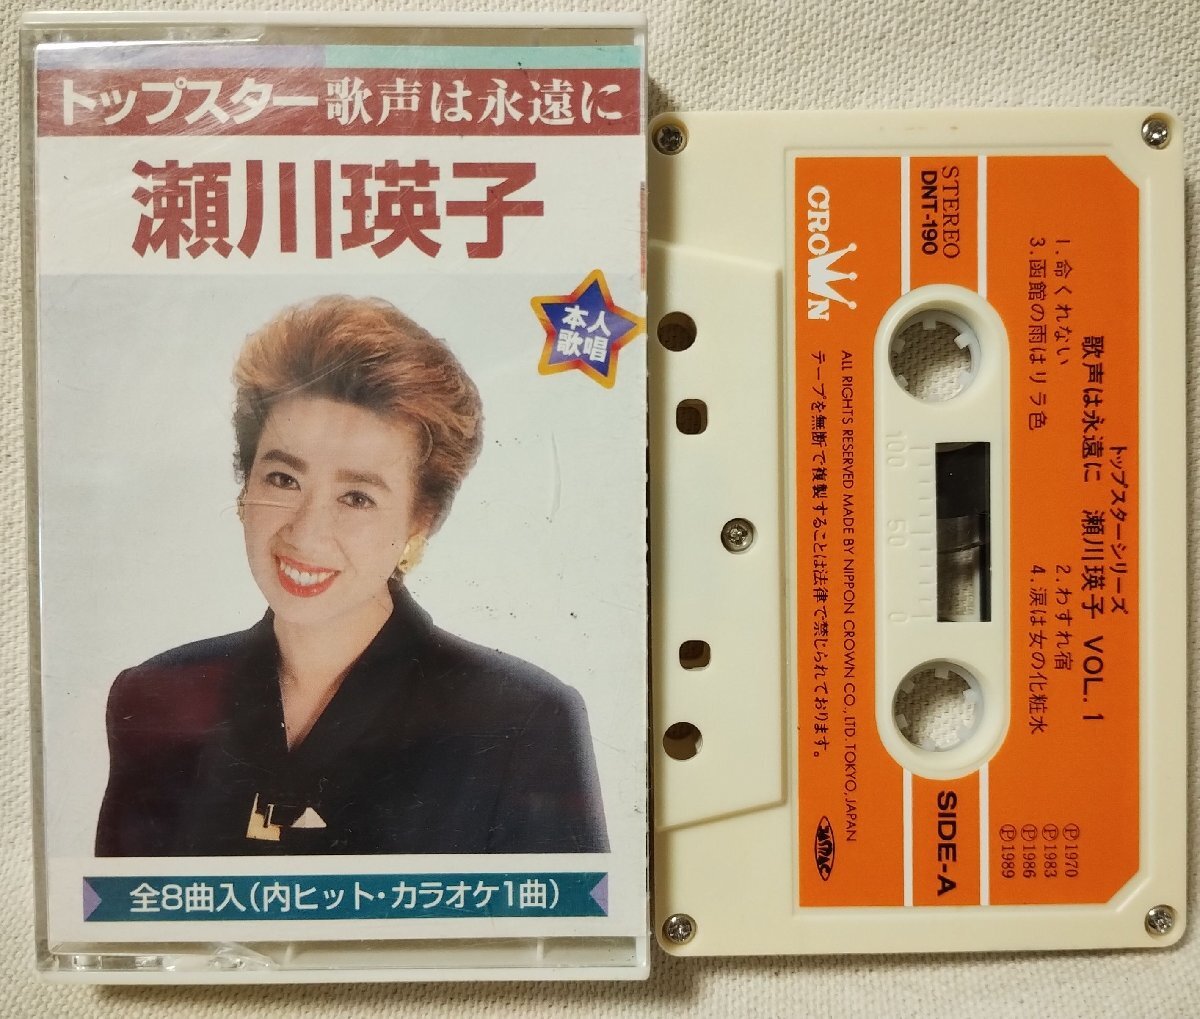 トップスター歌声は永遠に
瀬川瑛子
本人
歌唱
全8曲入(内ヒット・カラオケ1曲)
STEREO
DNT-190
CROWN
トップスターシリーズ
歌声は永遠に 瀬川瑛子 VOL.1
1.命くれない 2.わすれ宿
3.函館の雨はリラ色 4.涙は女の化粧水
100 50 0
SIDE-A
ALL RIGHTS RESERVED MADE BY NIPPON CROWN CO., LTD. TOKYO, JAPAN
テープを無断で複製することは法律で禁じられております。
Ⓟ1970
Ⓟ1983
Ⓟ1986
Ⓟ1989